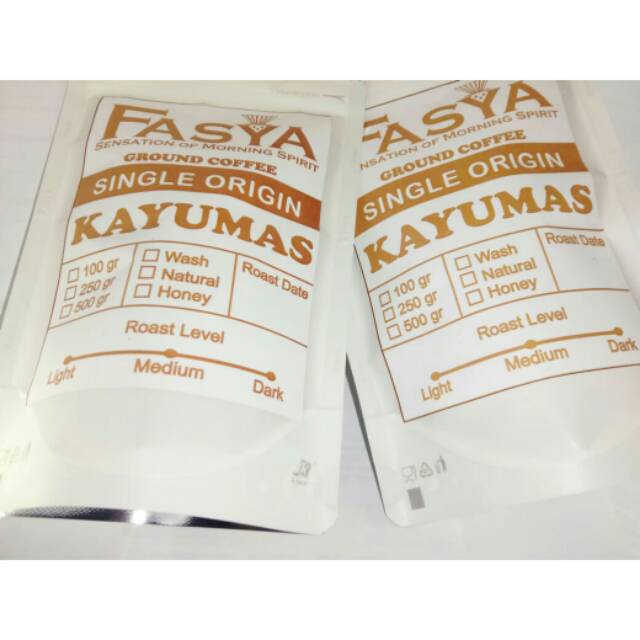 FASYA
SENSATION OF MORNING SPIRIT
GROUND COFFEE
SINGLE ORIGIN
KAYUMAS
100 gr
250 gr
500 gr
Wash
Natural
Honey
Roast Date
Roast Level
Light
Medium
Dark
FASYA
ENSATION OF MORNING SPIRIT
GROUND COFFEE
SINGLE ORIGIN
KAYUMAS
100 gr
250 gr
500 gr
Wash
Natural
Honey
Roast Date
Roast Level
Light
Medium
Dark